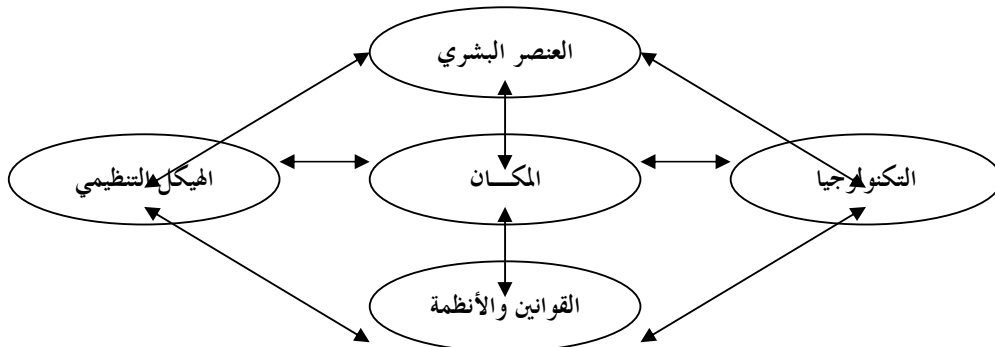 العنصر البشري
التكنولوجيا
المكـــان
الهيكل التنظيمي
القوانين والأنظمة